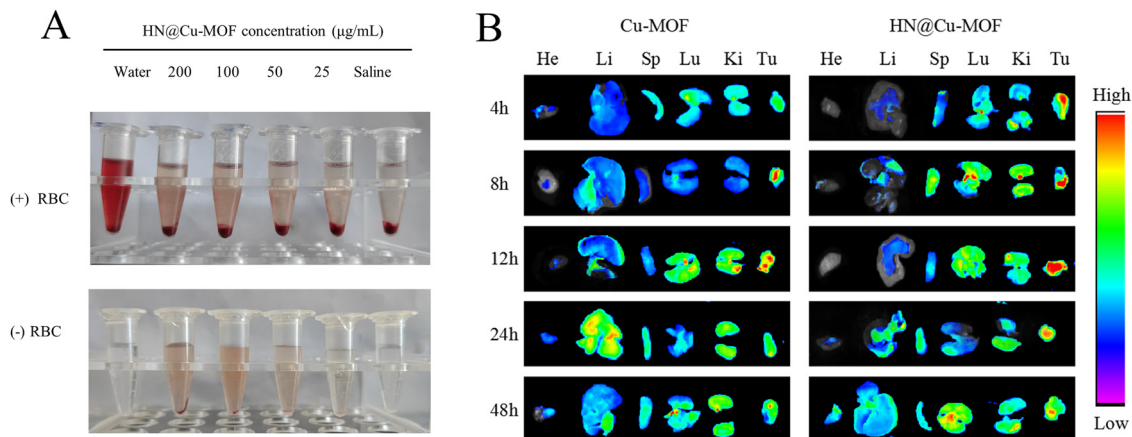 A
HN@Cu-MOF concentration (μg/mL)
Water 200 100 50 25 Saline
(+) RBC
(-) RBC
B
Cu-MOF HN@Cu-MOF
He Li Sp Lu Ki Tu He Li Sp Lu Ki Tu
4h
8h
12h
24h
48h
High
Low